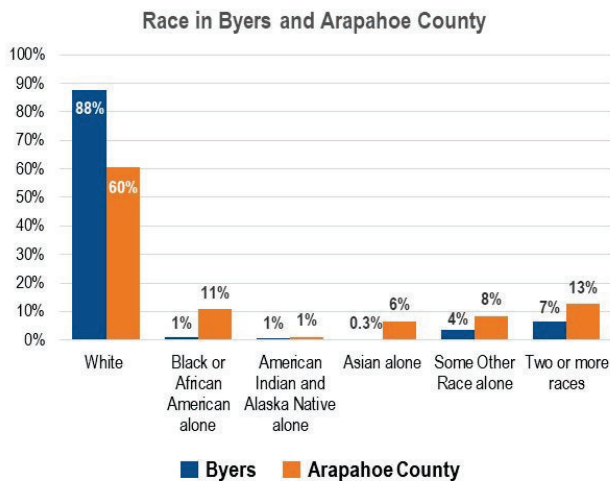 Race in Byers and Arapahoe County
100%
90%
80%
70%
60%
50%
40%
30%
20%
10%
0%
88%
60%
1%
11%
1%
1%
0.3%
6%
4%
8%
7%
13%
White
Black or
African
American
alone
American
Indian and
Alaska Native
alone
Asian alone
Some Other
Race alone
Two or more
races
Byers
Arapahoe County